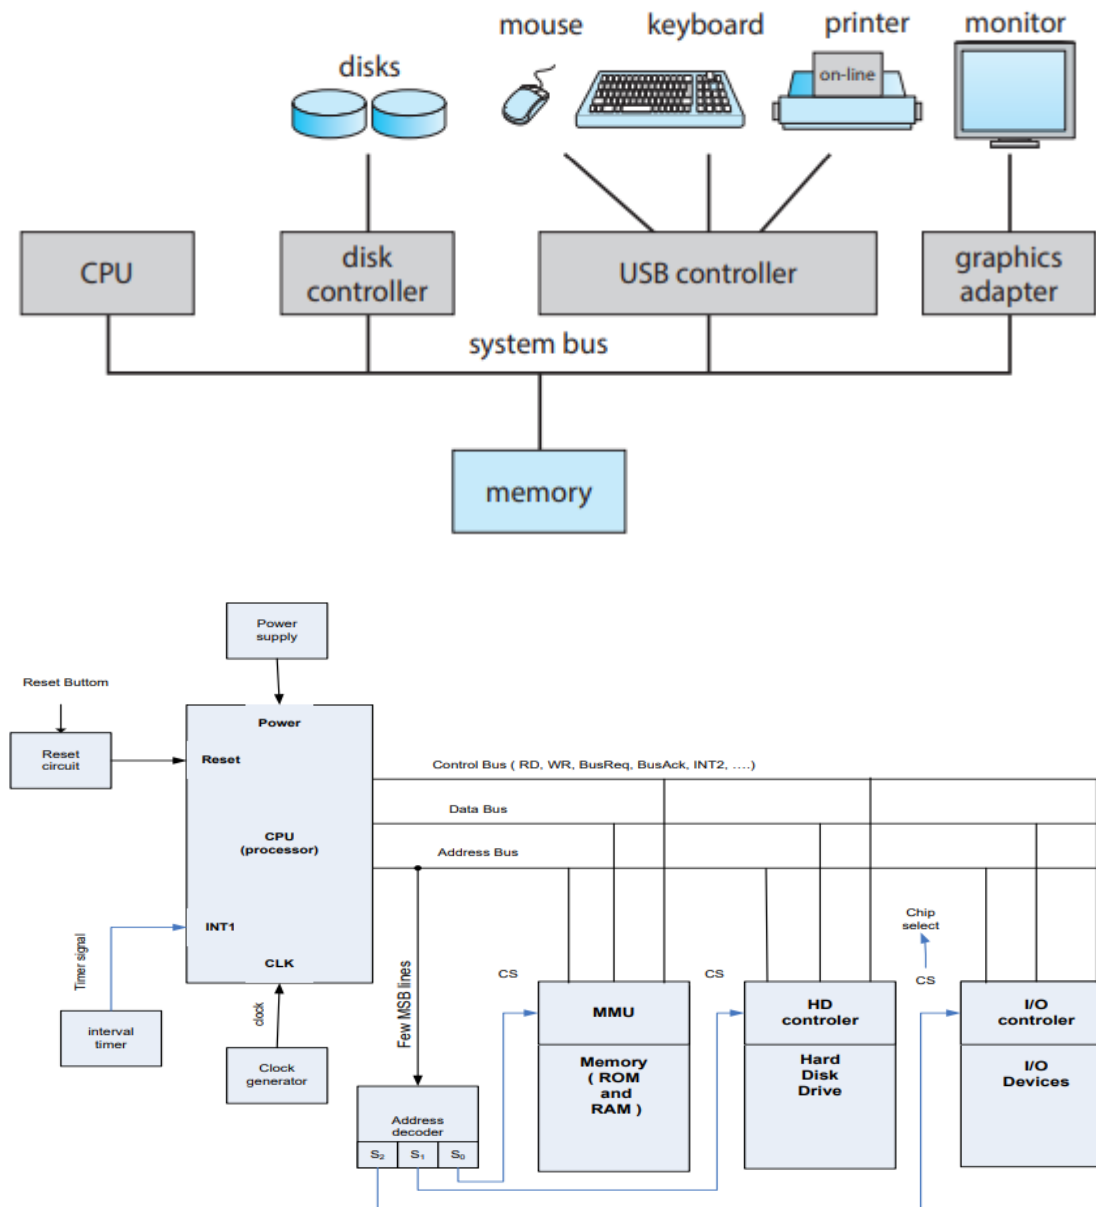 mouse
keyboard
printer
monitor
disks
on-line
CPU
disk
controller
USB controller
graphics
adapter
system bus
memory
Power
supply
Reset Buttom
Reset
circuit
Power
Reset
CPU
(processor)
INT1
CLK
Control Bus ( RD, WR, BusReq, BusAck, INT2, ....)
Data Bus
Address Bus
Timer signal
interval
timer
clock
Clock
generator
Few MSB lines
Address
decoder
S2
S1
S0
CS
MMU
Memory
( ROM
and
RAM )
CS
HD
controler
Hard
Disk
Drive
Chip
select
CS
I/O
controler
I/O
Devices